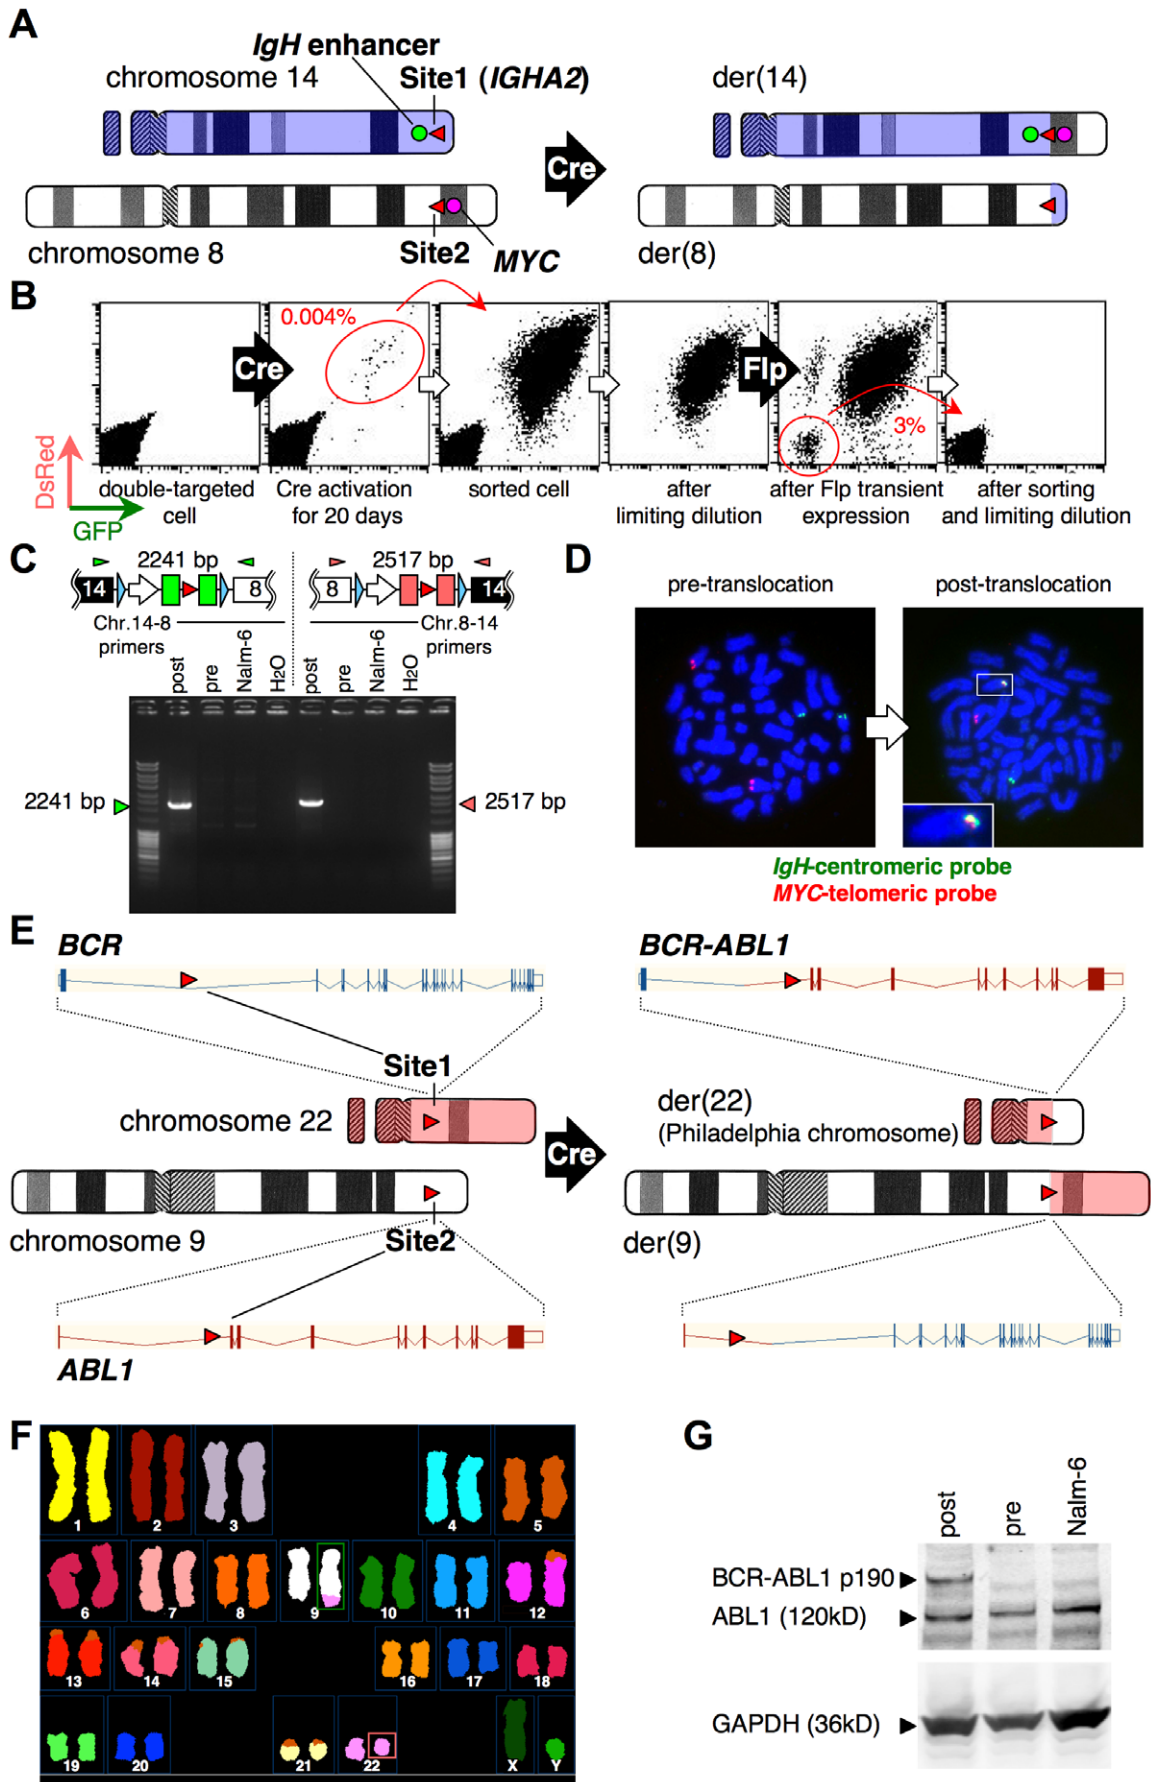 A
IgH enhancer
chromosome 14
Site1 (IGHA2)
der(14)
Cre
Site2
MYC
chromosome 8
der(8)
B
0.004%
Cre
Flp
3%
DsRed
GFP
double-targeted
cell
Cre activation
for 20 days
sorted cell
after
limiting dilution
after Flp transient
expression
after sorting
and limiting dilution
C
2241 bp
2517 bp
14
8
8
14
Chr.14-8
primers
Chr.8-14
primers
post
pre
Nalm-6
H2O
post
pre
Nalm-6
H2O
2241 bp
2517 bp
D
pre-translocation
post-translocation
IgH-centromeric probe
MYC-telomeric probe
E
BCR
BCR-ABL1
Site1
chromosome 22
der(22)
(Philadelphia chromosome)
Cre
chromosome 9
Site2
der(9)
ABL1
F
1
2
3
4
5
6
7
8
9
10
11
12
13
14
15
16
17
18
19
20
21
22
X
Y
G
post
pre
Nalm-6
BCR-ABL1 p190
ABL1 (120kD)
GAPDH (36kD)